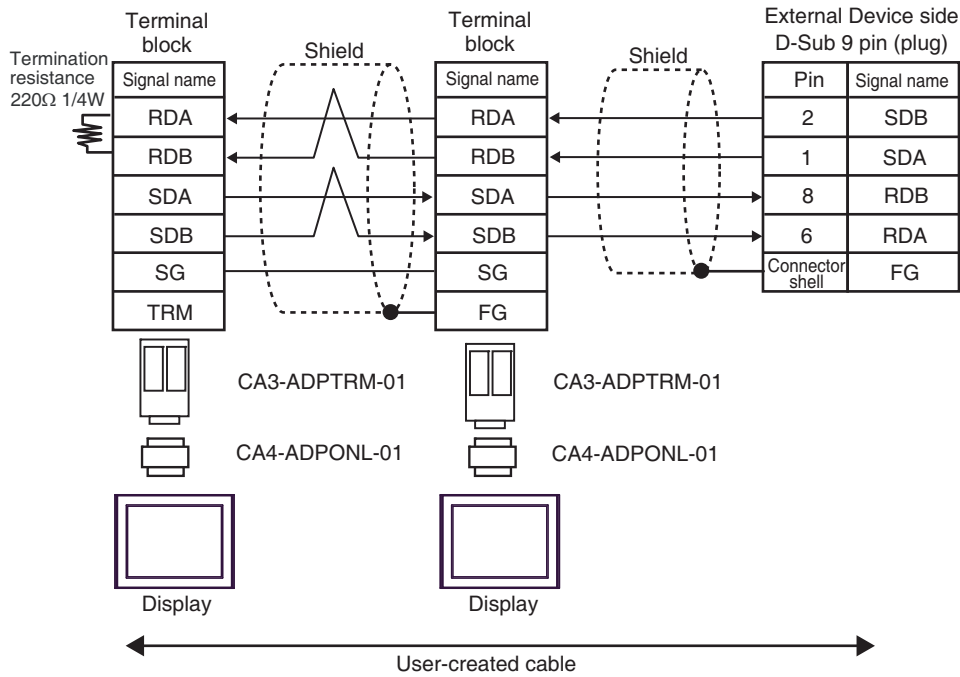 Termination
resistance
220Ω 1/4W
Terminal
block
Signal name
RDA
RDB
SDA
SDB
SG
TRM
Shield
Terminal
block
Signal name
RDA
RDB
SDA
SDB
SG
FG
Shield
External Device side
D-Sub 9 pin (plug)
Pin Signal name
2 SDB
1 SDA
8 RDB
6 RDA
Connector
shell
FG
CA3-ADPTRM-01
CA3-ADPTRM-01
CA4-ADPONL-01
CA4-ADPONL-01
Display
Display
User-created cable